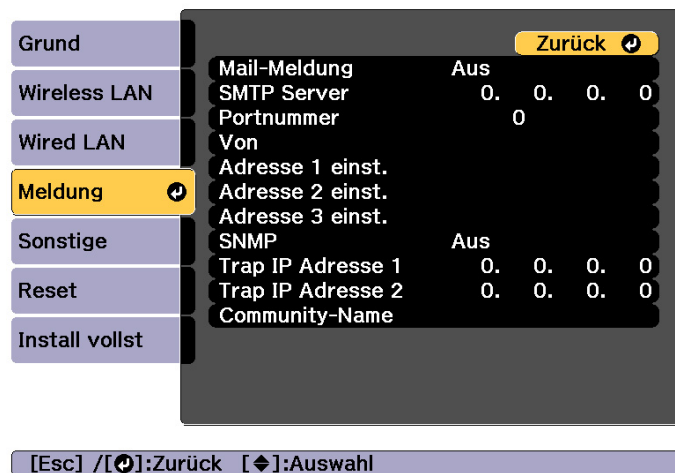 Grund
Wireless LAN
Wired LAN
Meldung
Sonstige
Reset
Install vollst
Zurück
Mail-Meldung Aus
SMTP Server 0. 0. 0. 0
Portnummer 0
Von
Adresse 1 einst.
Adresse 2 einst.
Adresse 3 einst.
SNMP Aus
Trap IP Adresse 1 0. 0. 0. 0
Trap IP Adresse 2 0. 0. 0. 0
Community-Name
[Esc] /[⏎]:Zurück [◆]:Auswahl